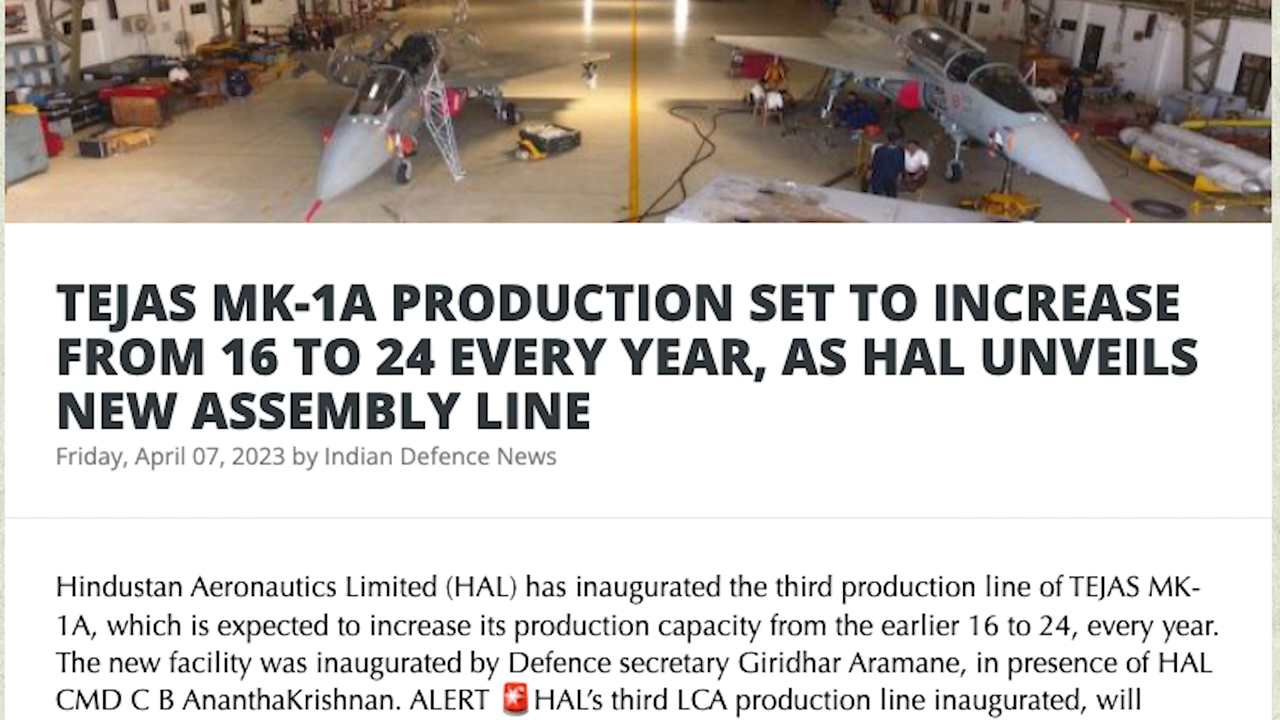 TEJAS MK-1A PRODUCTION SET TO INCREASE
FROM 16 TO 24 EVERY YEAR, AS HAL UNVEILS
NEW ASSEMBLY LINE
Friday, April 07, 2023 by Indian Defence News
Hindustan Aeronautics Limited (HAL) has inaugurated the third production line of TEJAS MK-
1A, which is expected to increase its production capacity from the earlier 16 to 24, every year.
The new facility was inaugurated by Defence secretary Giridhar Aramane, in presence of HAL
CMD C B AnanthaKrishnan. ALERT 🚨HAL's third LCA production line inaugurated, will